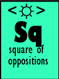 <☼>
Sq
square of
oppositions